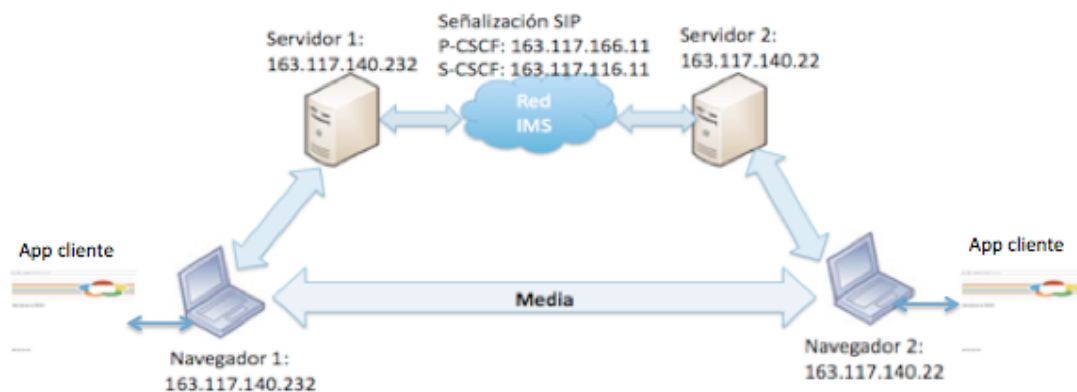 Señalización SIP
P-CSCF: 163.117.166.11
S-CSCF: 163.117.116.11
Servidor 1:
163.117.140.232
Servidor 2:
163.117.140.22
Red
IMS
App cliente
App cliente
Media
Navegador 1:
163.117.140.232
Navegador 2:
163.117.140.22